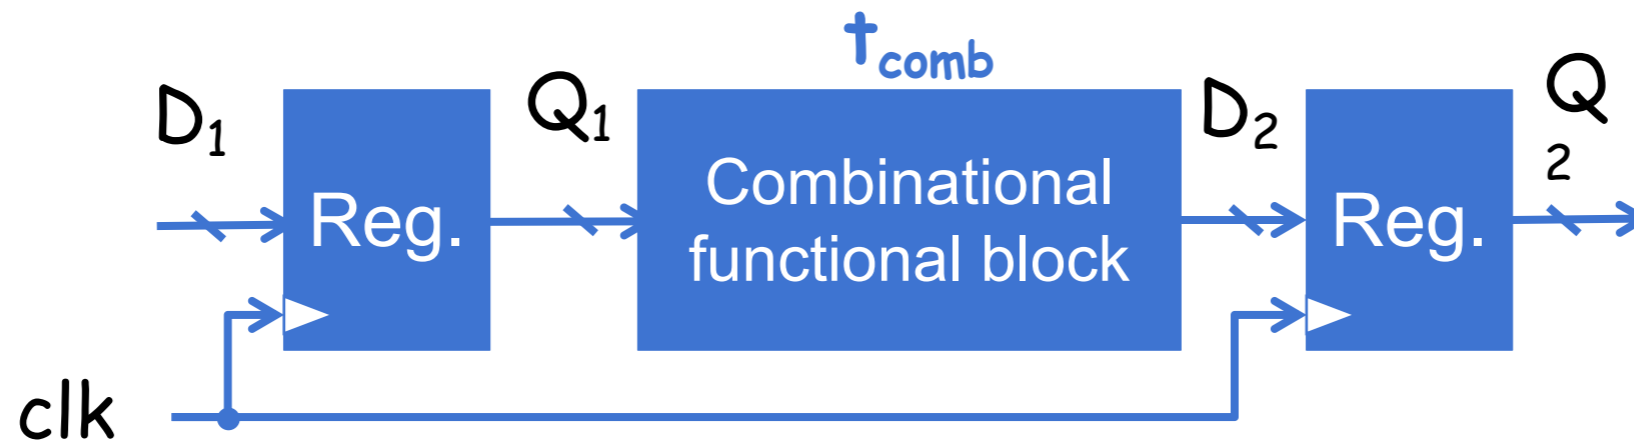 t_comb
D₁
Q₁
D₂
Q
2
Reg.
Combinational
functional block
Reg.
clk